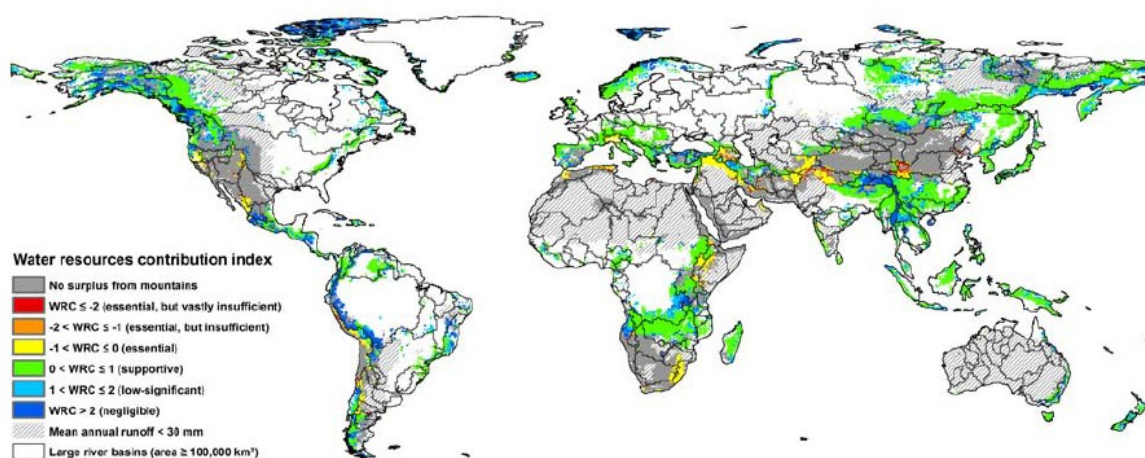 Water resources contribution index
No surplus from mountains
WRC ≤ -2 (essential, but vastly insufficient)
-2 < WRC ≤ -1 (essential, but insufficient)
-1 < WRC ≤ 0 (essential)
0 < WRC ≤ 1 (supportive)
1 < WRC ≤ 2 (low-significant)
WRC > 2 (negligible)
Mean annual runoff < 30 mm
Large river basins (area ≥ 100,000 km²)